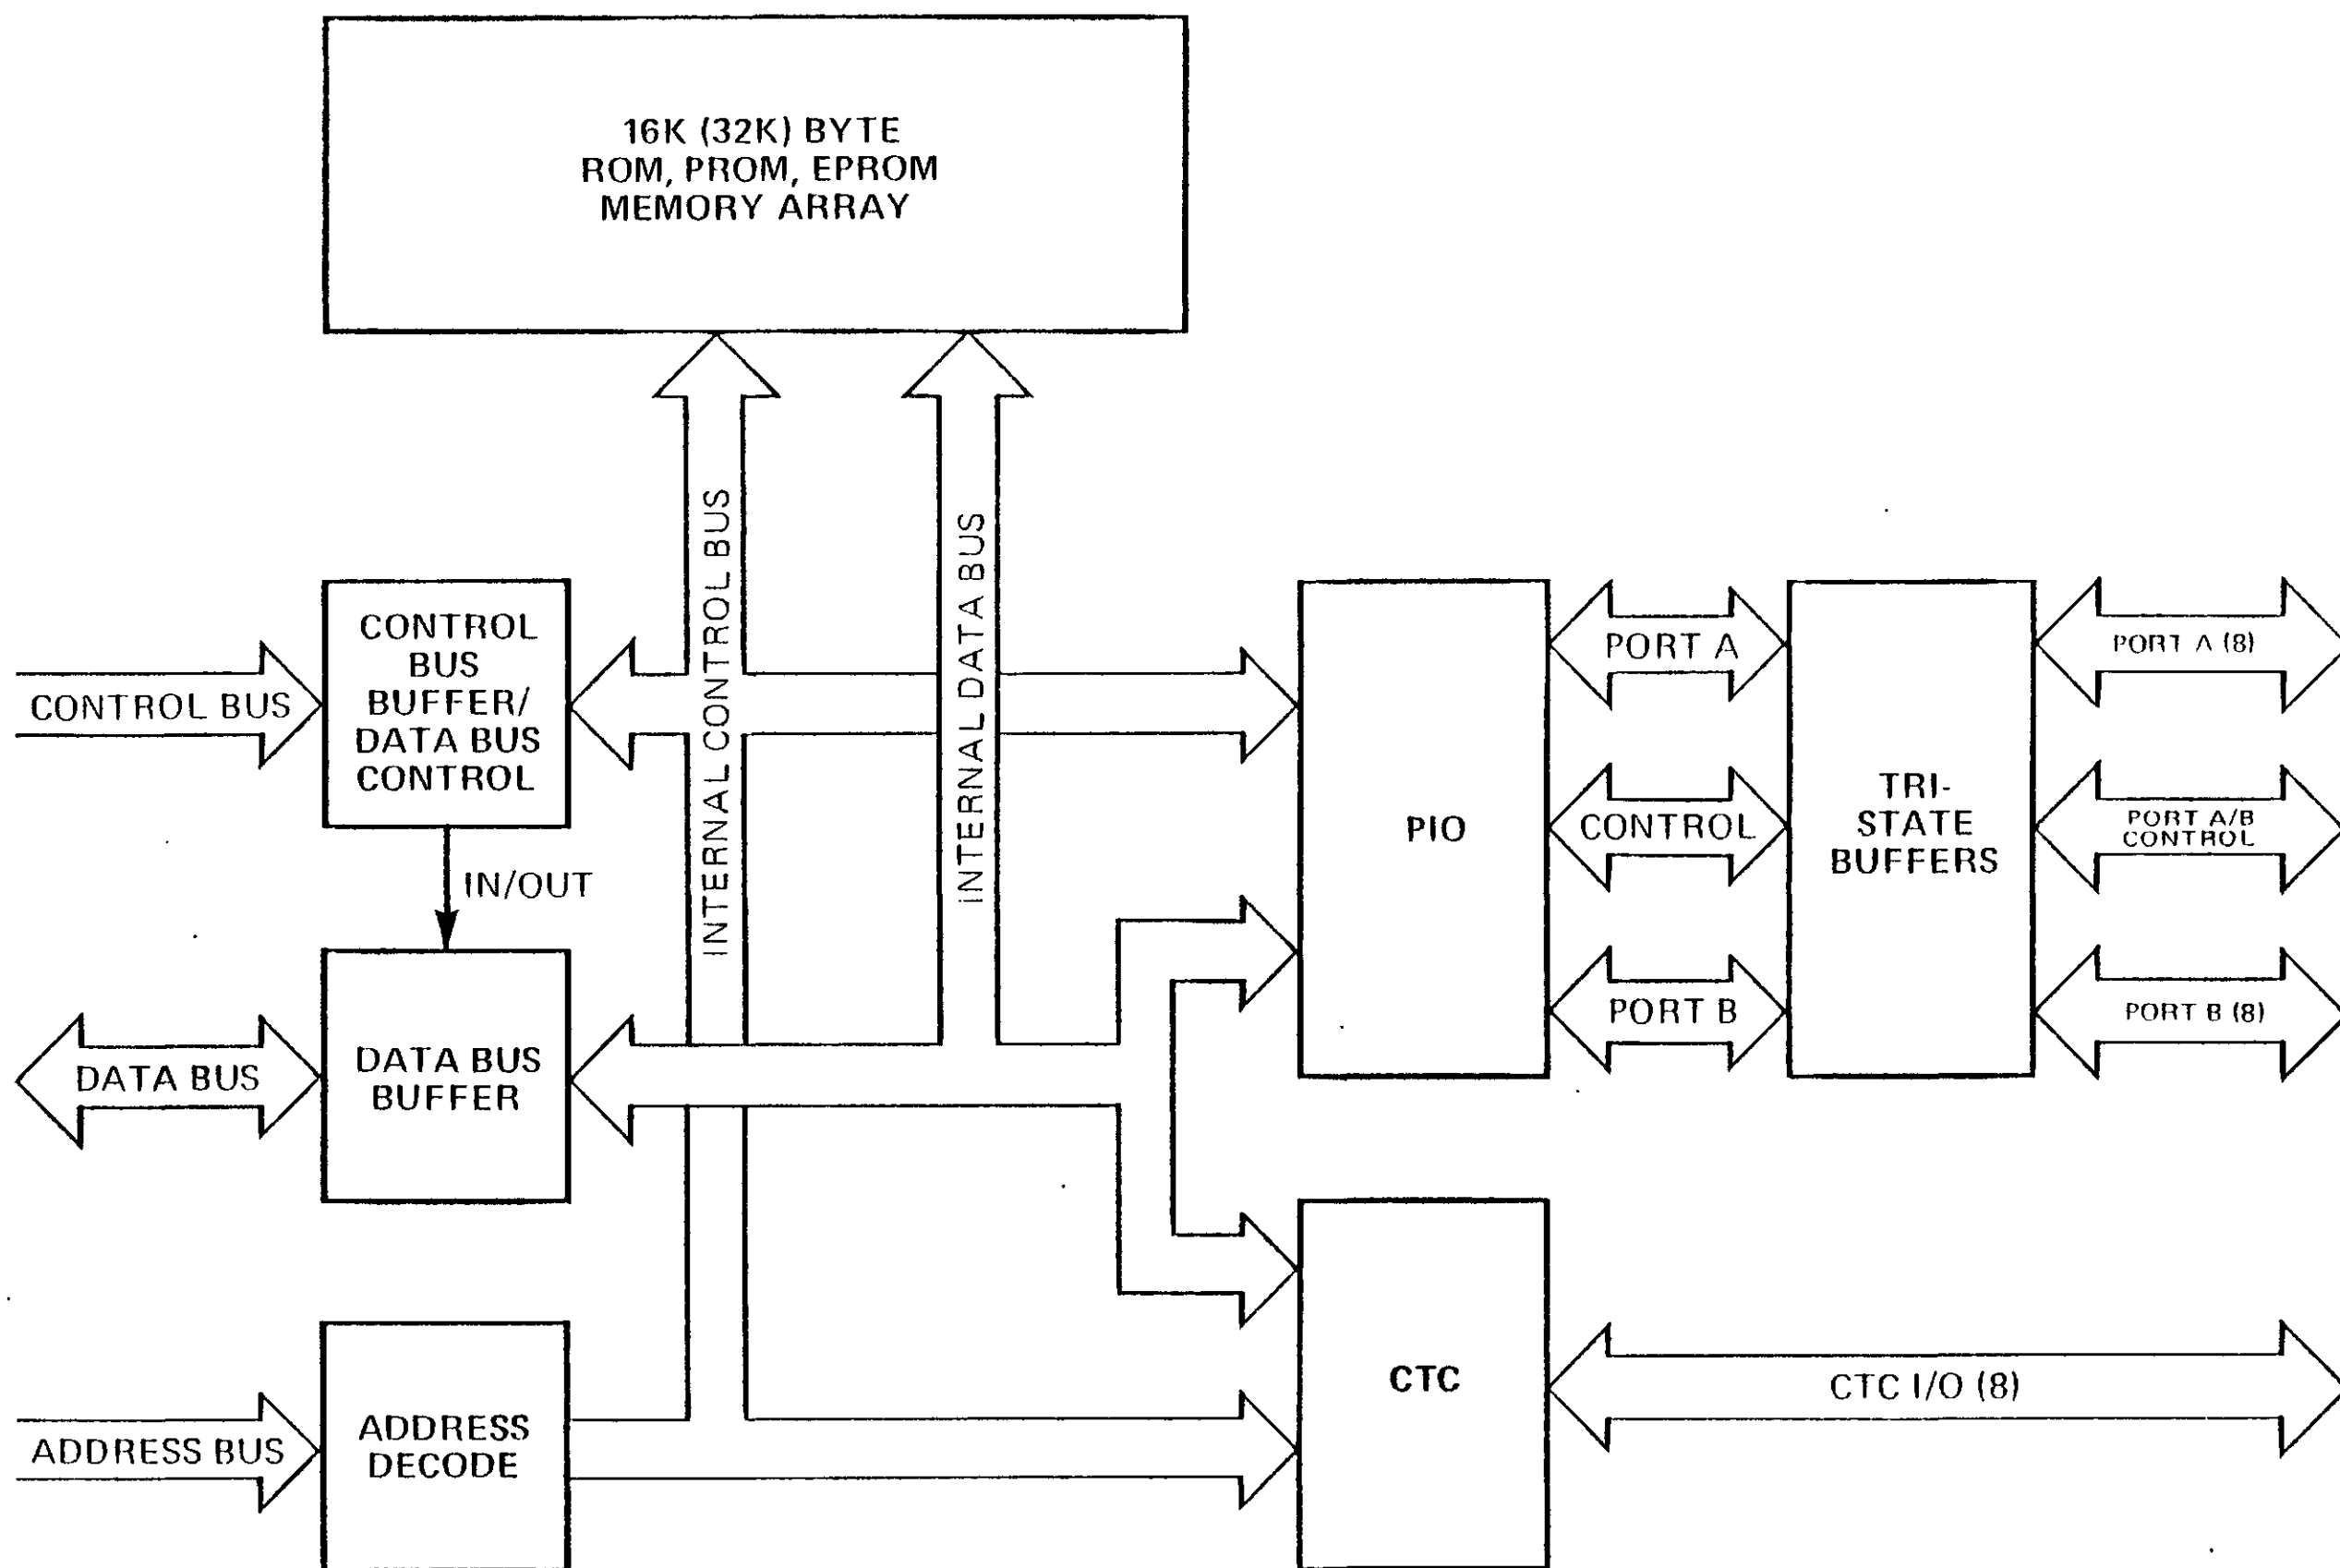 16K (32K) BYTE
ROM, PROM, EPROM
MEMORY ARRAY
INTERNAL CONTROL BUS
INTERNAL DATA BUS
CONTROL BUS
CONTROL
BUS
BUFFER/
DATA BUS
CONTROL
IN/OUT
DATA BUS
DATA BUS
BUFFER
ADDRESS BUS
ADDRESS
DECODE
PIO
PORT A
CONTROL
PORT B
TRI-
STATE
BUFFERS
PORT A (8)
PORT A/B
CONTROL
PORT B (8)
CTC
CTC I/O (8)